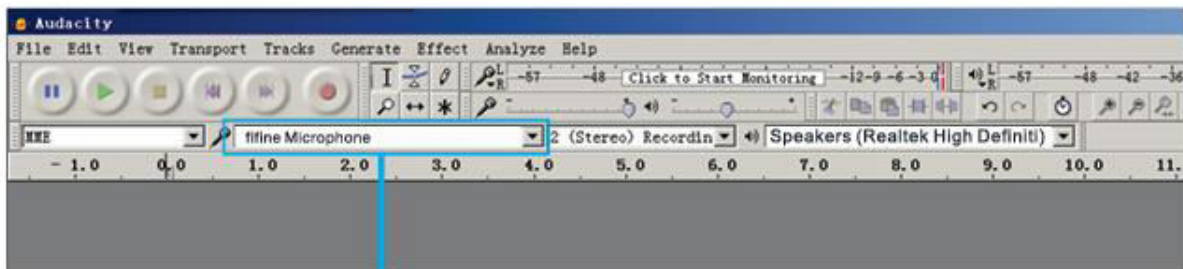 Audacity
File Edit View Transport Tracks Generate Effect Analyze Help
L R -57 -48 Click to Start Monitoring -12 -9 -6 -3 0 L R -57 -48 -42 -36
MME fifine Microphone 2 (Stereo) Recordin Speakers (Realtek High Definiti)
- 1.0 0.0 1.0 2.0 3.0 4.0 5.0 6.0 7.0 8.0 9.0 10.0 11.